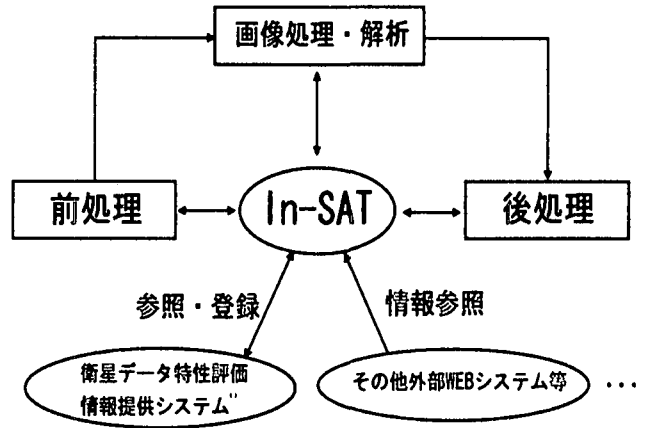 画像処理・解析
前処理
In-SAT
後処理
参照・登録
情報参照
衛星データ特性評価
情報提供システム
その他外部WEBシステム等
...